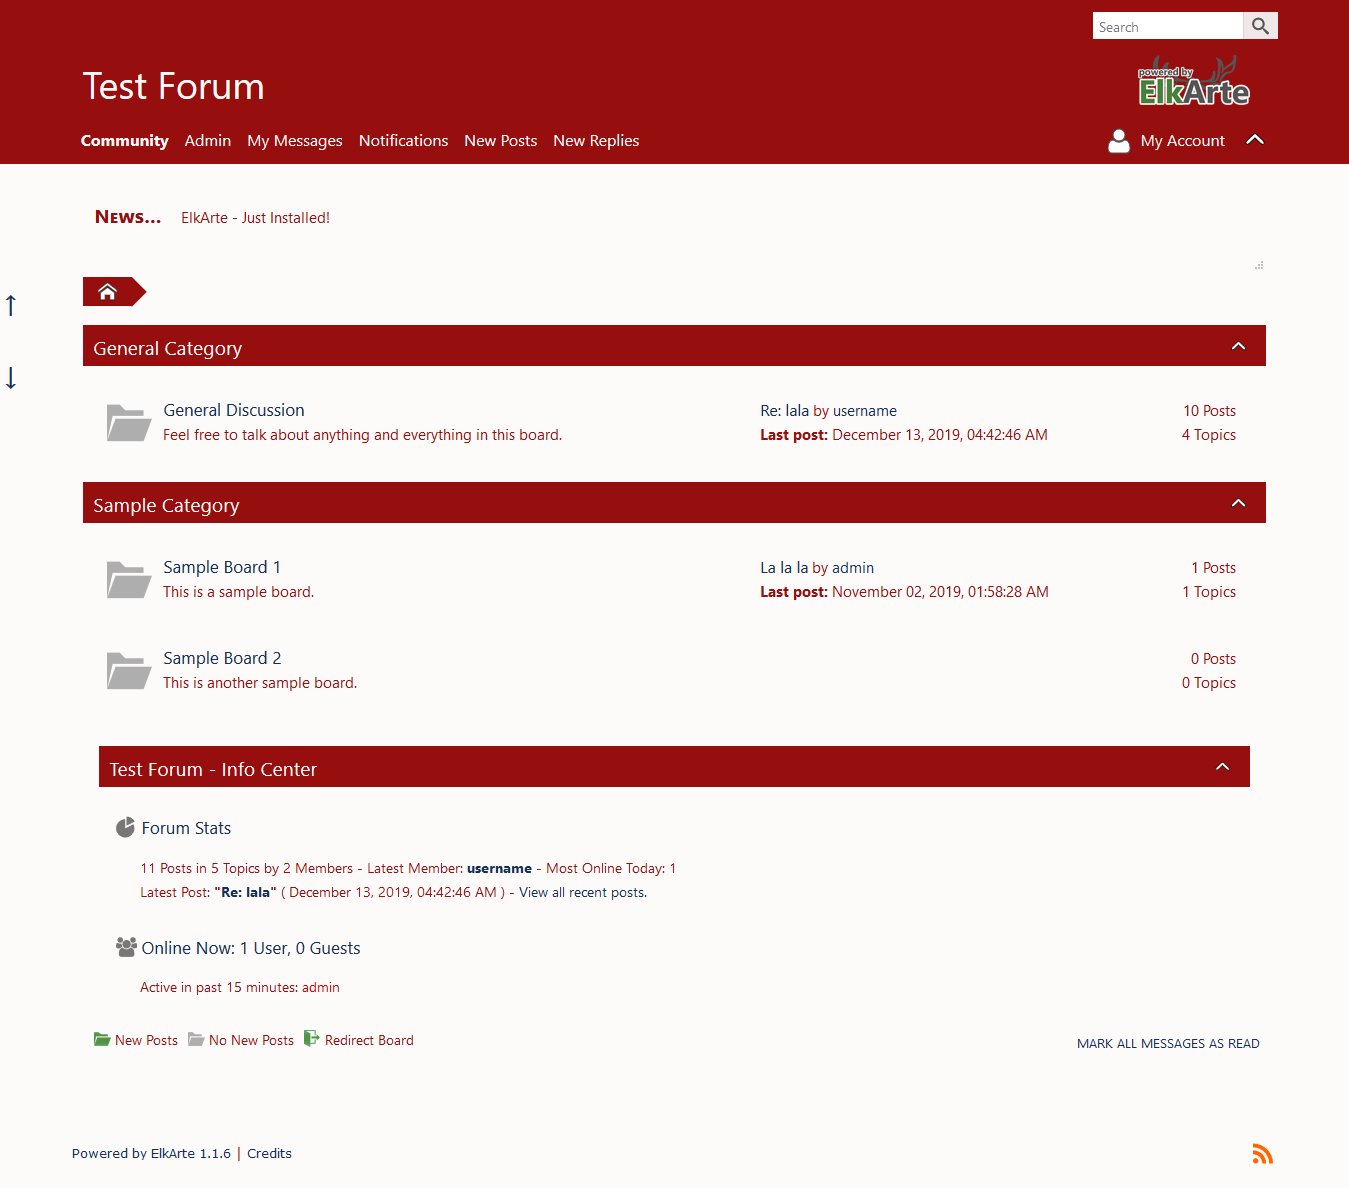 Search
Test Forum
powered by
ElkArte
Community Admin My Messages Notifications New Posts New Replies My Account
News... ElkArte - Just Installed!
General Category
General Discussion
Feel free to talk about anything and everything in this board.
Re: lala by username
Last post: December 13, 2019, 04:42:46 AM
10 Posts
4 Topics
Sample Category
Sample Board 1
This is a sample board.
La la la by admin
Last post: November 02, 2019, 01:58:28 AM
1 Posts
1 Topics
Sample Board 2
This is another sample board.
0 Posts
0 Topics
Test Forum - Info Center
Forum Stats
11 Posts in 5 Topics by 2 Members - Latest Member: username - Most Online Today: 1
Latest Post: "Re: lala" ( December 13, 2019, 04:42:46 AM ) - View all recent posts.
Online Now: 1 User, 0 Guests
Active in past 15 minutes: admin
New Posts No New Posts Redirect Board
MARK ALL MESSAGES AS READ
Powered by ElkArte 1.1.6 | Credits